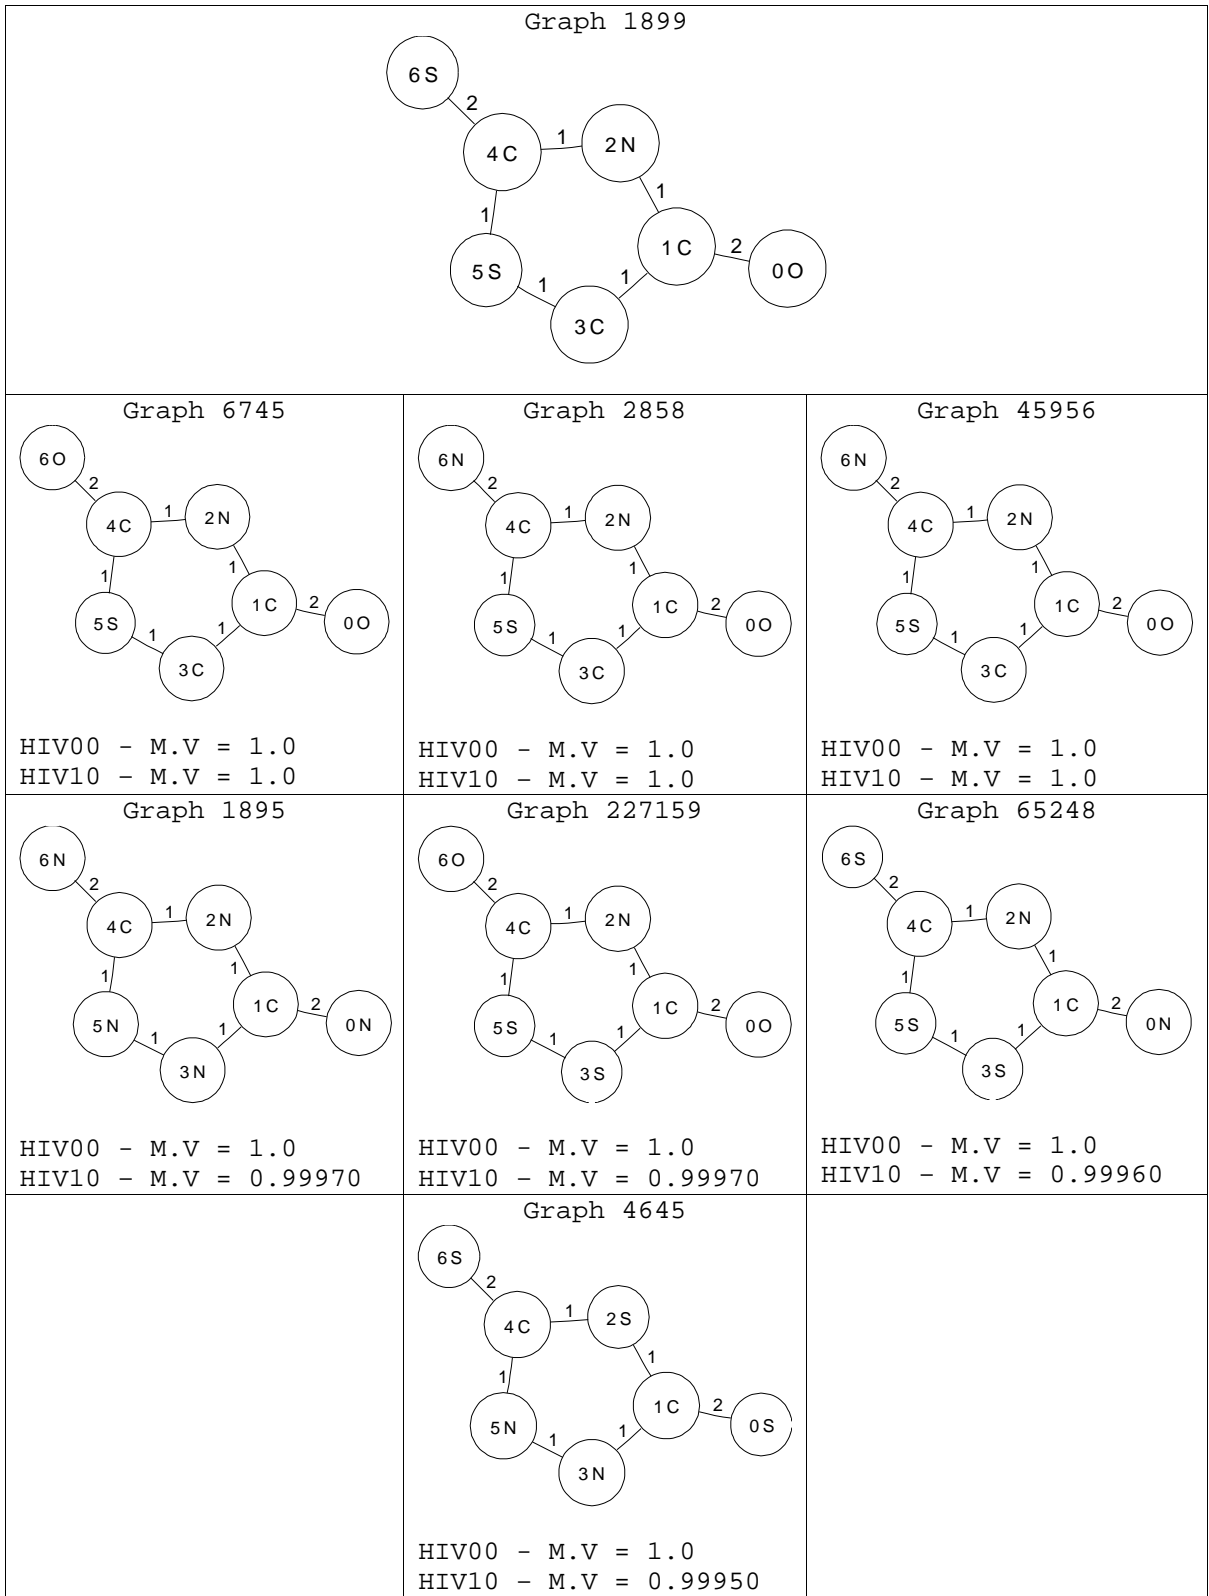 Graph 1899
6S
2
4C
1
2N
1
1
1C
2
0O
5S
1
1
3C
Graph 6745
6O
2
4C
1
2N
1
1
1C
2
0O
5S
1
1
3C
HIV00 - M.V = 1.0
HIV10 - M.V = 1.0
Graph 2858
6N
2
4C
1
2N
1
1
1C
2
0O
5S
1
1
3C
HIV00 - M.V = 1.0
HIV10 - M.V = 1.0
Graph 45956
6N
2
4C
1
2N
1
1
1C
2
0O
5S
1
1
3C
HIV00 - M.V = 1.0
HIV10 - M.V = 1.0
Graph 1895
6N
2
4C
1
2N
1
1
1C
2
0N
5N
1
1
3N
HIV00 - M.V = 1.0
HIV10 – M.V = 0.99970
Graph 227159
6O
2
4C
1
2N
1
1
1C
2
0O
5S
1
1
3S
HIV00 - M.V = 1.0
HIV10 – M.V = 0.99970
Graph 65248
6S
2
4C
1
2N
1
1
1C
2
0N
5S
1
1
3S
HIV00 - M.V = 1.0
HIV10 – M.V = 0.99960
Graph 4645
6S
2
4C
1
2S
1
1
1C
2
0S
5N
1
1
3N
HIV00 - M.V = 1.0
HIV10 – M.V = 0.99950